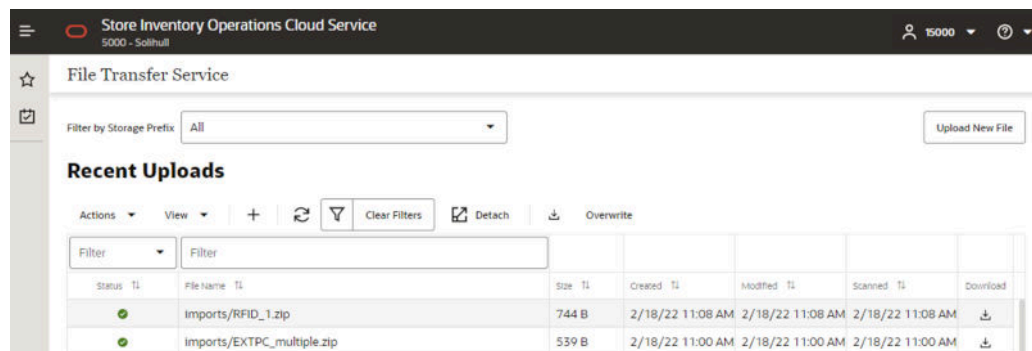 Store Inventory Operations Cloud Service
5000 - Solihull
15000
File Transfer Service
Filter by Storage Prefix All Upload New File
Recent Uploads
Actions View Clear Filters Detach Overwrite
Filter Filter
Status File Name Size Created Modified Scanned Download
imports/RFID_1.zip 744 B 2/18/22 11:08 AM 2/18/22 11:08 AM 2/18/22 11:08 AM
imports/EXTPC_multiple.zip 539 B 2/18/22 11:00 AM 2/18/22 11:00 AM 2/18/22 11:00 AM